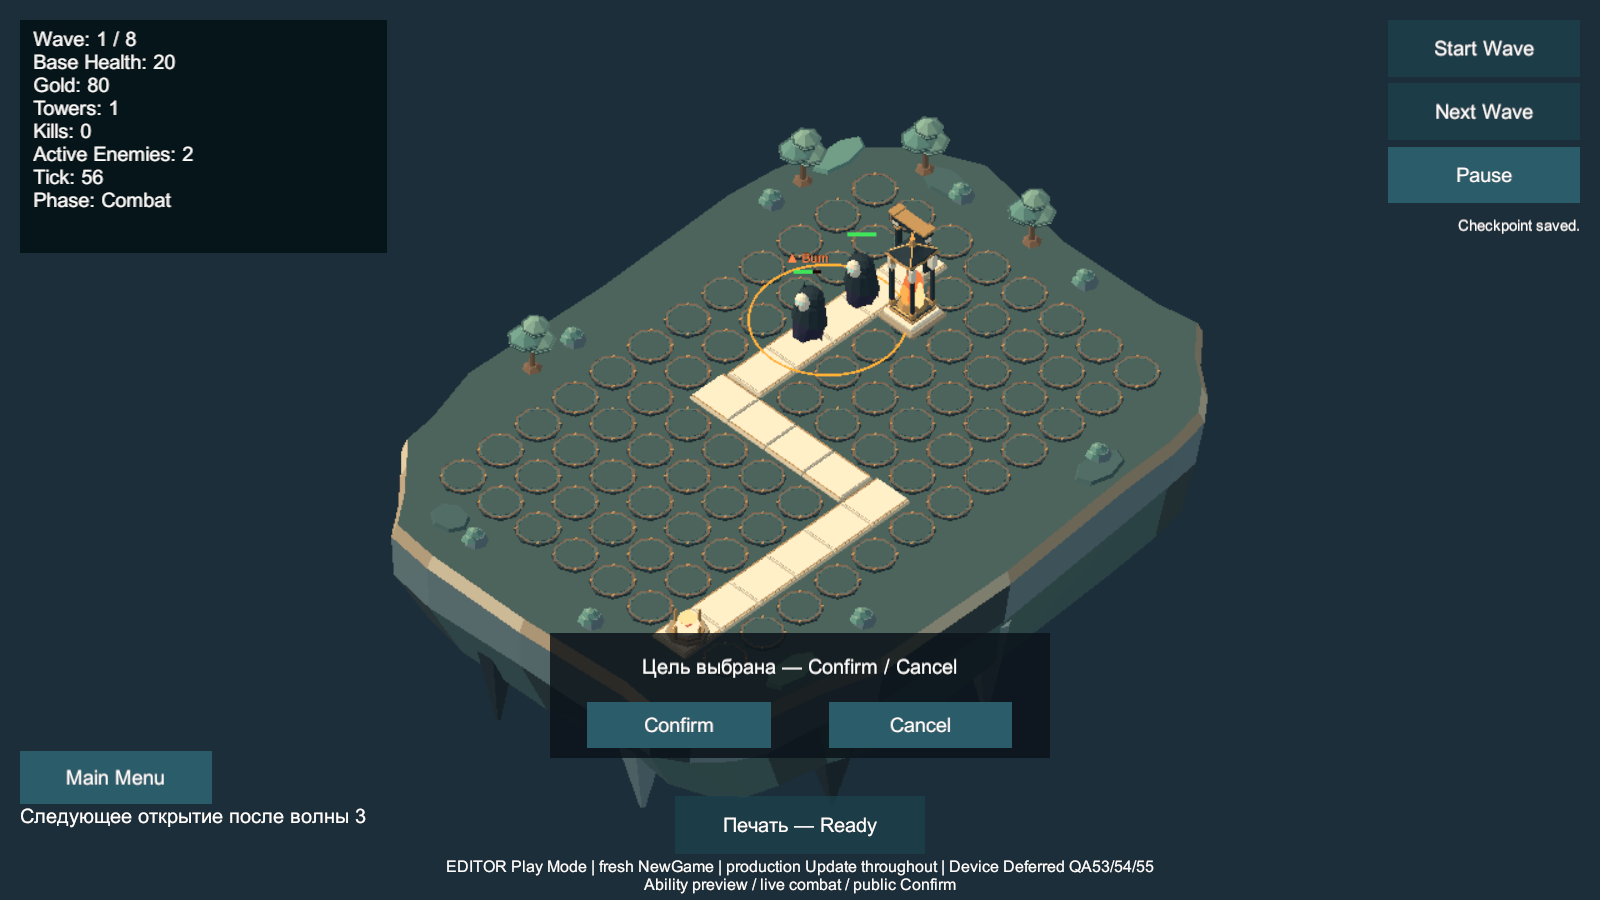 Wave: 1 / 8
Base Health: 20
Gold: 80
Towers: 1
Kills: 0
Active Enemies: 2
Tick: 56
Phase: Combat
Start Wave
Next Wave
Pause
Checkpoint saved.
Burn
Цель выбрана — Confirm / Cancel
Confirm
Cancel
Main Menu
Следующее открытие после волны 3
Печать — Ready
EDITOR Play Mode | fresh NewGame | production Update throughout | Device Deferred QA53/54/55
Ability preview / live combat / public Confirm